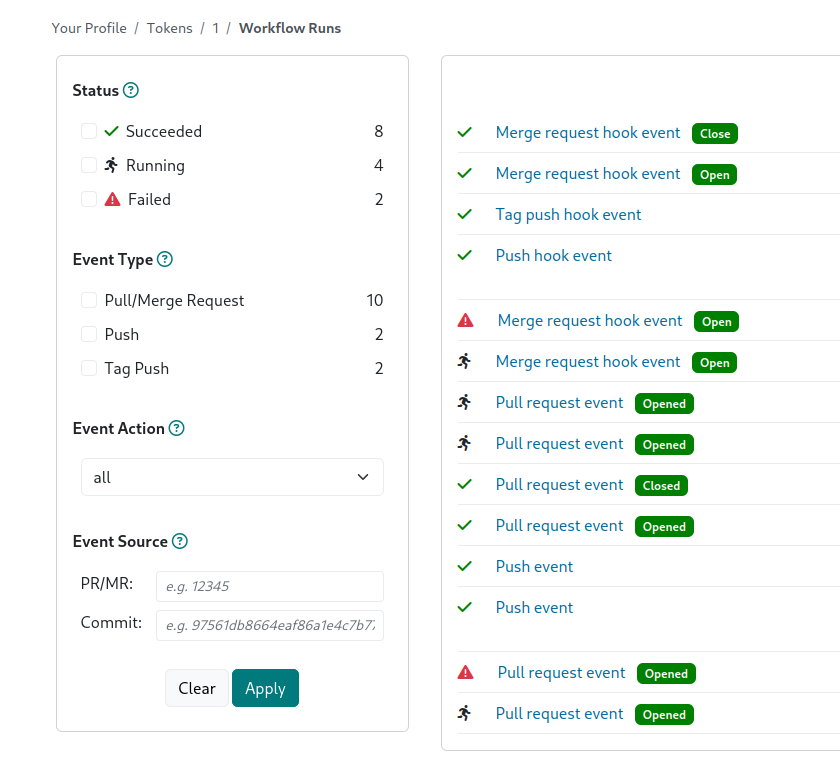 Your Profile / Tokens / 1 / Workflow Runs
Status ?
Succeeded 8
Running 4
Failed 2
Event Type ?
Pull/Merge Request 10
Push 2
Tag Push 2
Event Action ?
all
Event Source ?
PR/MR: e.g. 12345
Commit: e.g. 97561db8664eaf86a1e4c7b77
Clear Apply
Merge request hook event Close
Merge request hook event Open
Tag push hook event
Push hook event
Merge request hook event Open
Merge request hook event Open
Pull request event Opened
Pull request event Opened
Pull request event Closed
Pull request event Opened
Push event
Push event
Pull request event Opened
Pull request event Opened